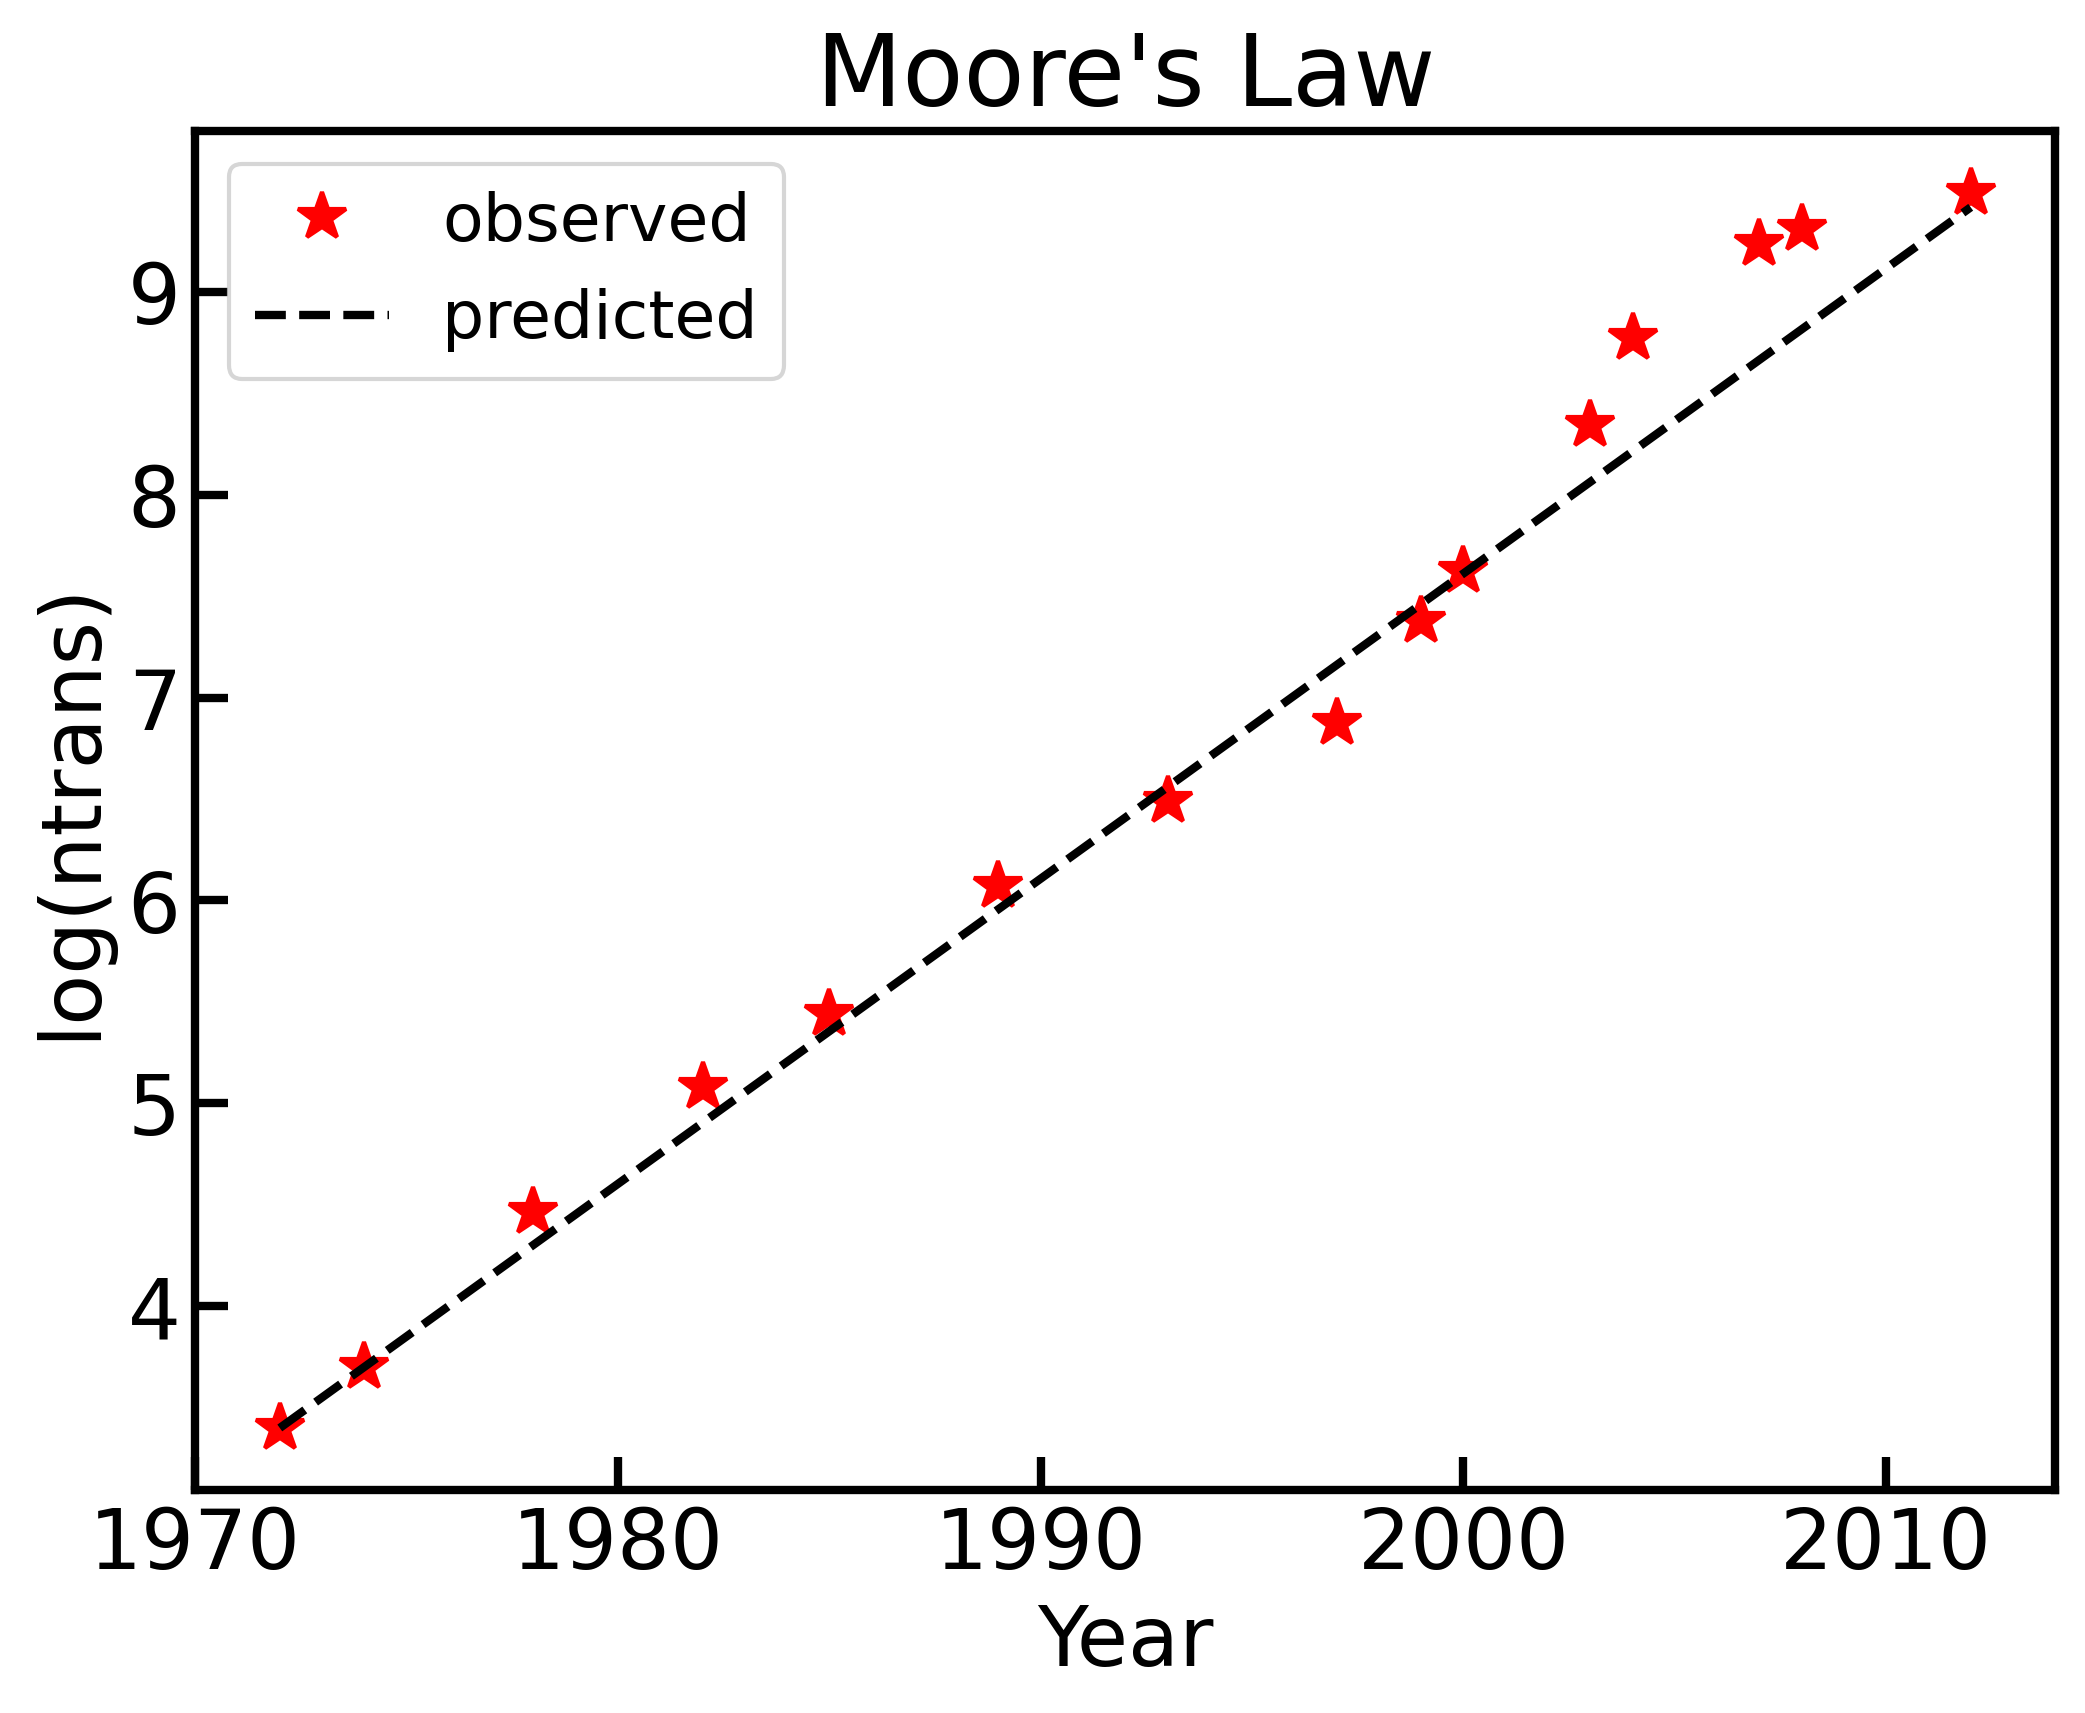 Moore's Law
observed
predicted
9
8
7
6
5
4
log(ntrans)
1970 1980 1990 2000 2010
Year